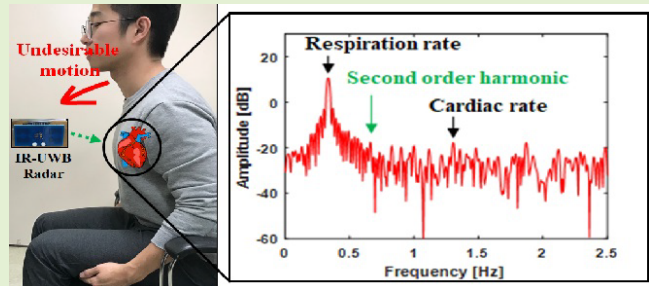 Undesirable
motion
IR-UWB
Radar
Respiration rate
Second order harmonic
Cardiac rate
Amplitude [dB]
20
0
-20
-40
-60
0
0.5
1
1.5
2
2.5
Frequency [Hz]